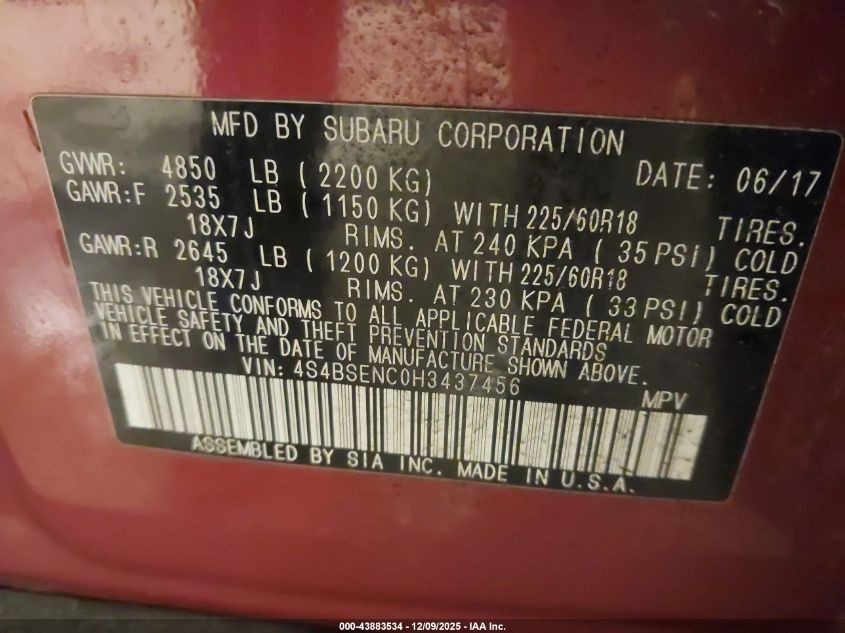 MFD BY SUBARU CORPORATION
GVWR: 4850 LB ( 2200 KG) DATE: 06/17
GAWR:F 2535 LB ( 1150 KG) WITH 225/60R18 TIRES.
18X7J RIMS. AT 240 KPA ( 35 PSI) COLD
GAWR:R 2645 LB ( 1200 KG) WITH 225/60R18 TIRES.
18X7J RIMS. AT 230 KPA ( 33 PSI) COLD
THIS VEHICLE CONFORMS TO ALL APPLICABLE FEDERAL MOTOR
VEHICLE SAFETY AND THEFT PREVENTION STANDARDS
IN EFFECT ON THE DATE OF MANUFACTURE SHOWN ABOVE.
VIN: 4S4BSENC0H3437456 MPV
ASSEMBLED BY SIA INC. MADE IN U.S.A.
000-43883534 - 12/09/2025 - IAA Inc.